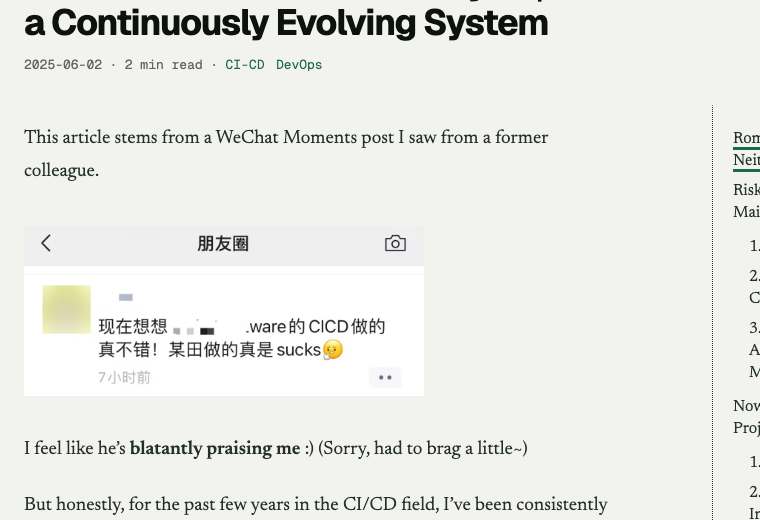 a Continuously Evolving System
2025-06-02 · 2 min read · CI-CD DevOps
This article stems from a WeChat Moments post I saw from a former
colleague.
朋友圈
现在想想 .ware的CICD做的
真不错！某田做的真是sucks
7小时前
I feel like he's blatantly praising me :) (Sorry, had to brag a little~)
But honestly, for the past few years in the CI/CD field, I've been consistently
Rom
Neit
Risk
Mai
1.
2.
C
3.
A
M
Now
Proj
1.
2.
In